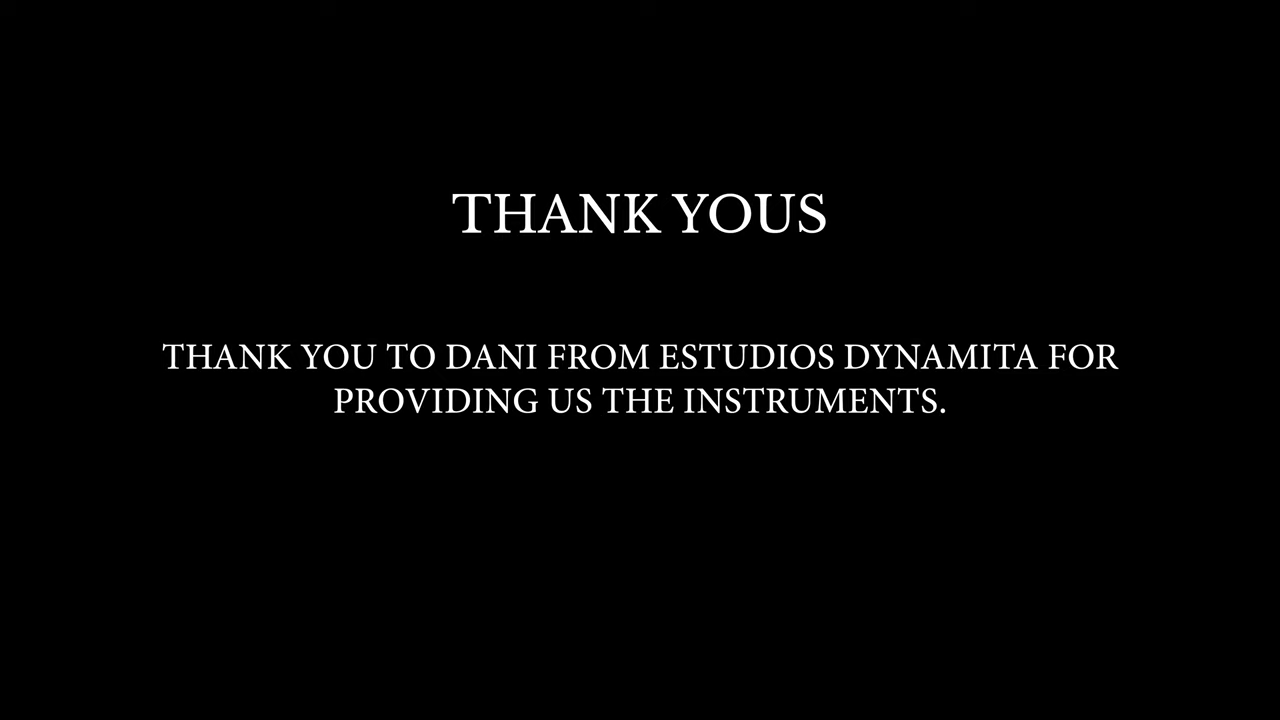 THANK YOUS
THANK YOU TO DANI FROM ESTUDIOS DYNAMITA FOR
PROVIDING US THE INSTRUMENTS.